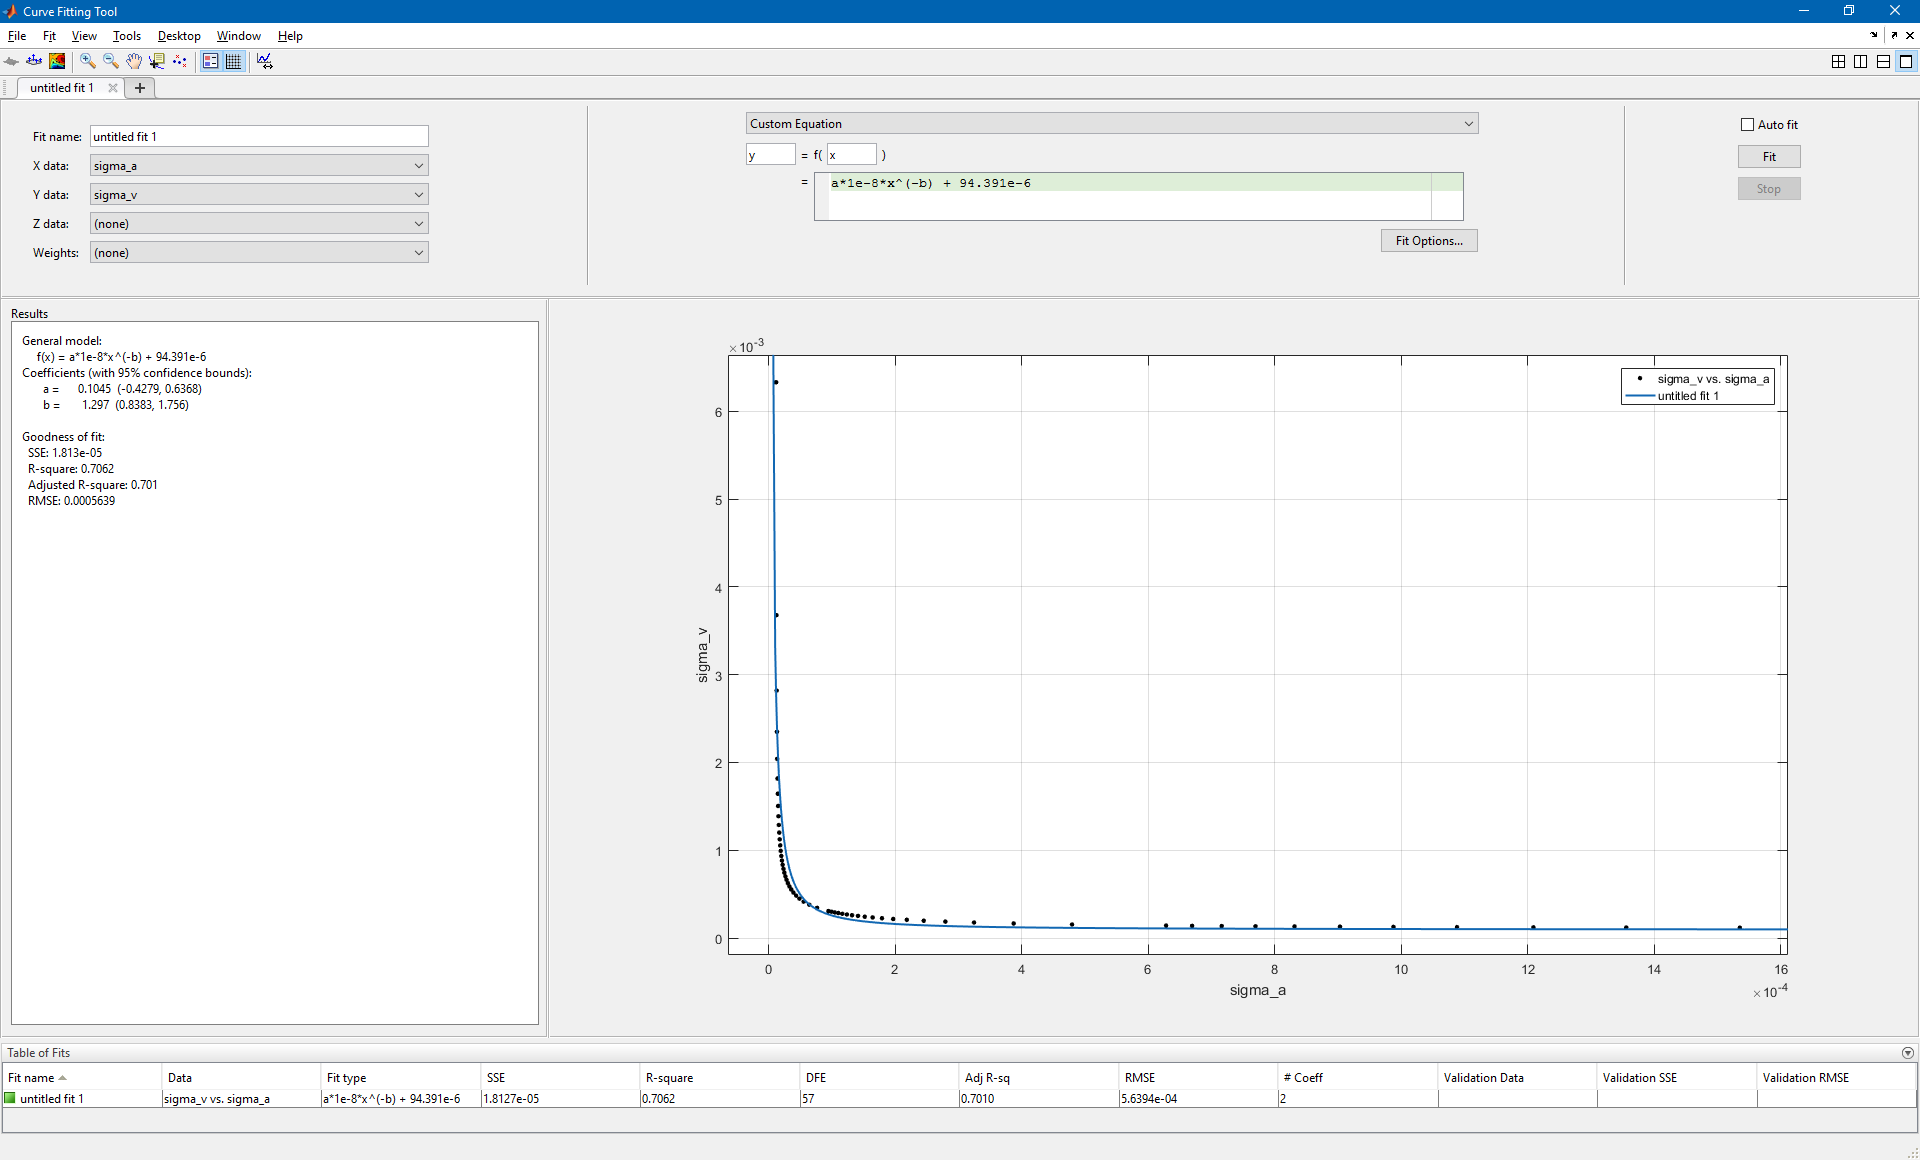 Curve Fitting Tool
File Fit View Tools Desktop Window Help
untitled fit 1
Fit name: untitled fit 1
X data: sigma_a
Y data: sigma_v
Z data: (none)
Weights: (none)
Custom Equation
y = f( x )
= a*1e-8*x^(-b) + 94.391e-6
Fit Options...
Auto fit
Fit
Stop
Results
General model:
f(x) = a*1e-8*x^(-b) + 94.391e-6
Coefficients (with 95% confidence bounds):
a = 0.1045 (-0.4279, 0.6368)
b = 1.297 (0.8383, 1.756)
Goodness of fit:
SSE: 1.813e-05
R-square: 0.7062
Adjusted R-square: 0.701
RMSE: 0.0005639
×10-3
sigma_v vs. sigma_a
untitled fit 1
6
5
4
3
2
1
0
sigma_v
0 2 4 6 8 10 12 14 16
sigma_a
×10-4
Table of Fits
Fit name Data Fit type SSE R-square DFE Adj R-sq RMSE # Coeff Validation Data Validation SSE Validation RMSE
untitled fit 1 sigma_v vs. sigma_a a*1e-8*x^(-b) + 94.391e-6 1.8127e-05 0.7062 57 0.7010 5.6394e-04 2